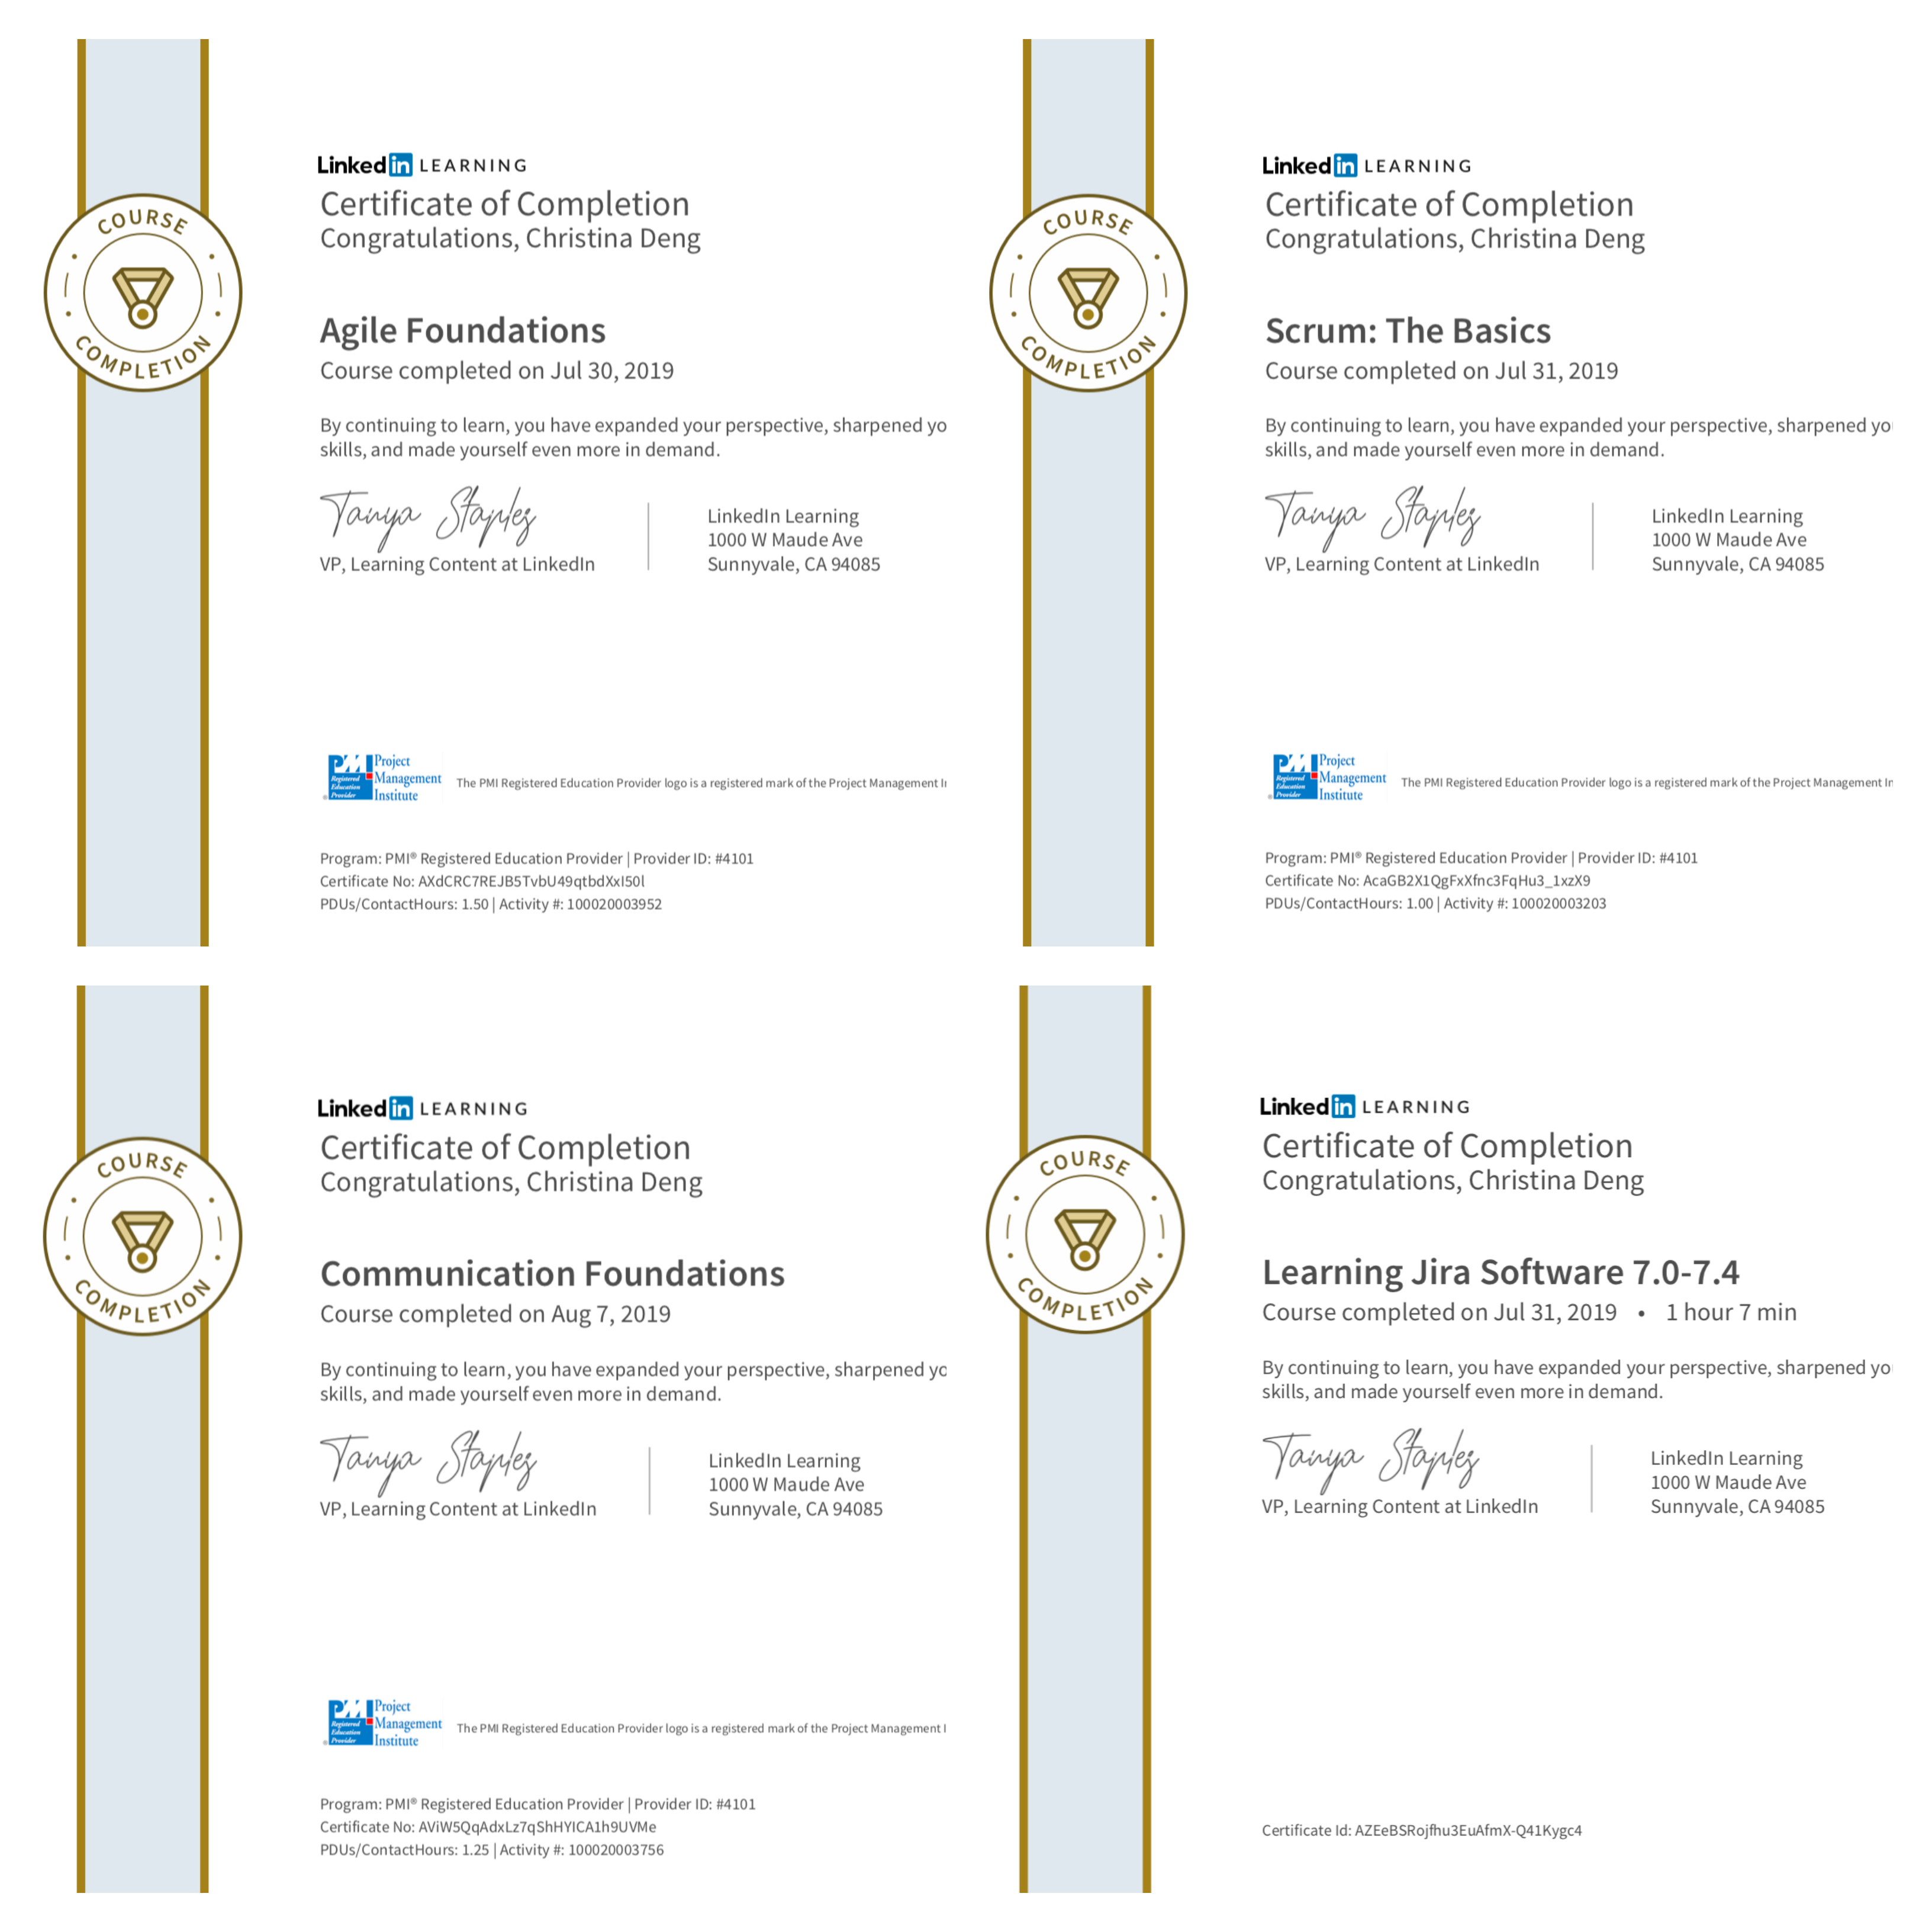 LinkedIn LEARNING
Certificate of Completion
Congratulations, Christina Deng
COURSE
COMPLETION
Agile Foundations
Course completed on Jul 30, 2019
By continuing to learn, you have expanded your perspective, sharpened yo
skills, and made yourself even more in demand.
Tanya Staples
VP, Learning Content at LinkedIn
LinkedIn Learning
1000 W Maude Ave
Sunnyvale, CA 94085
PMI Registered Education Provider
Project
Management
Institute
The PMI Registered Education Provider logo is a registered mark of the Project Management In
Program: PMI® Registered Education Provider | Provider ID: #4101
Certificate No: AXdCRC7REJB5TvbU49qtbdXxI50l
PDUs/ContactHours: 1.50 | Activity #: 100020003952
LinkedIn LEARNING
Certificate of Completion
Congratulations, Christina Deng
COURSE
COMPLETION
Scrum: The Basics
Course completed on Jul 31, 2019
By continuing to learn, you have expanded your perspective, sharpened yo
skills, and made yourself even more in demand.
Tanya Staples
VP, Learning Content at LinkedIn
LinkedIn Learning
1000 W Maude Ave
Sunnyvale, CA 94085
PMI Registered Education Provider
Project
Management
Institute
The PMI Registered Education Provider logo is a registered mark of the Project Management In
Program: PMI® Registered Education Provider | Provider ID: #4101
Certificate No: AcaGB2X1QgFxXfnc3FqHu3_1xzX9
PDUs/ContactHours: 1.00 | Activity #: 100020003203
LinkedIn LEARNING
Certificate of Completion
Congratulations, Christina Deng
COURSE
COMPLETION
Communication Foundations
Course completed on Aug 7, 2019
By continuing to learn, you have expanded your perspective, sharpened yo
skills, and made yourself even more in demand.
Tanya Staples
VP, Learning Content at LinkedIn
LinkedIn Learning
1000 W Maude Ave
Sunnyvale, CA 94085
PMI Registered Education Provider
Project
Management
Institute
The PMI Registered Education Provider logo is a registered mark of the Project Management I
Program: PMI® Registered Education Provider | Provider ID: #4101
Certificate No: AViW5QqAdxLz7qShHYICA1h9UVMe
PDUs/ContactHours: 1.25 | Activity #: 100020003756
LinkedIn LEARNING
Certificate of Completion
Congratulations, Christina Deng
COURSE
COMPLETION
Learning Jira Software 7.0-7.4
Course completed on Jul 31, 2019 • 1 hour 7 min
By continuing to learn, you have expanded your perspective, sharpened yo
skills, and made yourself even more in demand.
Tanya Staples
VP, Learning Content at LinkedIn
LinkedIn Learning
1000 W Maude Ave
Sunnyvale, CA 94085
Certificate Id: AZEeBSRojfhu3EuAfmX-Q41Kygc4